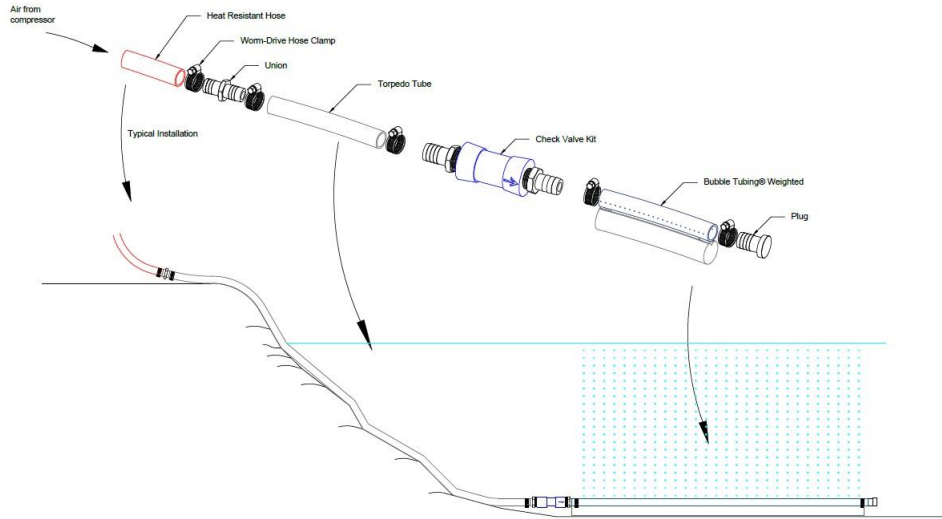 Air from
compressor
Heat Resistant Hose
Worm-Drive Hose Clamp
Union
Torpedo Tube
Typical Installation
Check Valve Kit
Bubble Tubing® Weighted
Plug